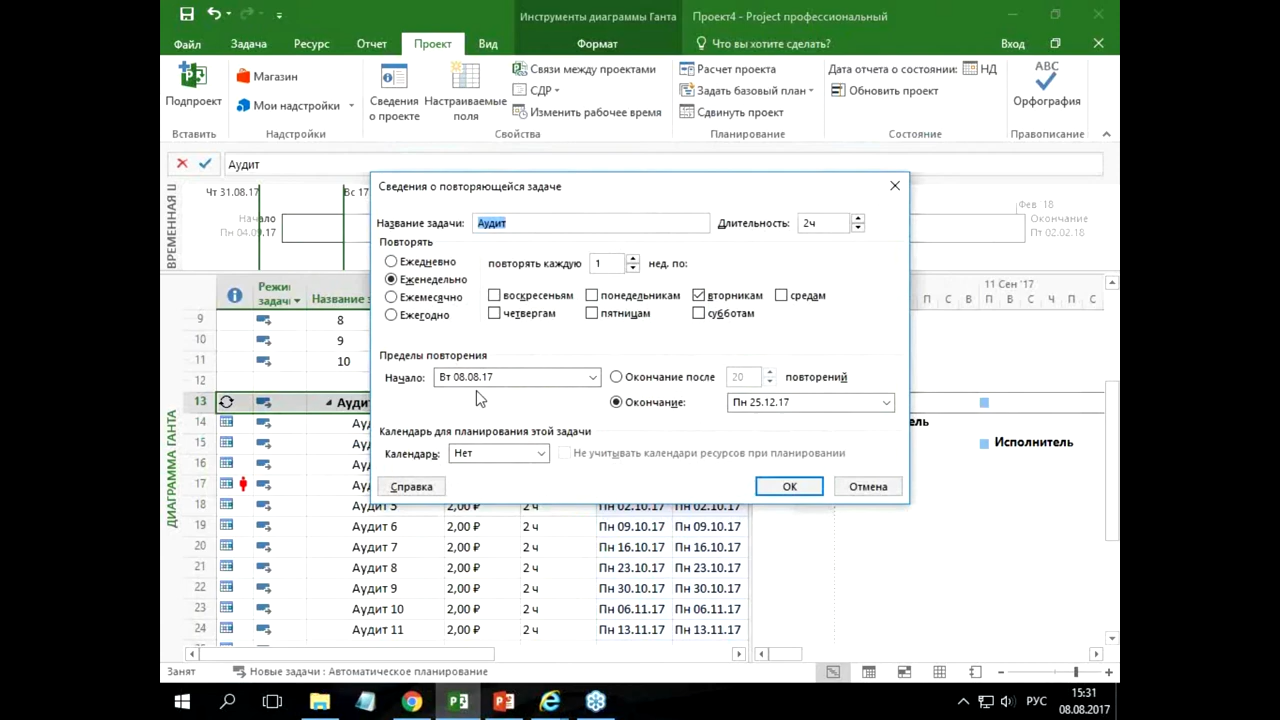 Инструменты диаграммы Ганта
Проект4 - Project профессиональный
Файл Задача Ресурс Отчет Проект Вид Формат Что вы хотите сделать? Вход
Подпроект
Вставить
Магазин
Мои надстройки
Надстройки
Сведения
о проекте
Настраиваемые
поля
Связи между проектами
СДР
Изменить рабочее время
Свойства
Расчет проекта
Задать базовый план
Сдвинуть проект
Планирование
Дата отчета о состоянии: НД
Обновить проект
Состояние
ABC
Орфография
Правописание
Аудит
ВРЕМЕННАЯ Ш
Чт 31.08.17 Вс 17
Начало
Пн 04.09.17
Фев '18
Окончание
Пт 02.02.18
Сведения о повторяющейся задаче
Название задачи: Аудит Длительность: 2ч
Повторять
Ежедневно
Еженедельно
Ежемесячно
Ежегодно
повторять каждую 1 нед. по:
воскресеньям понедельникам вторникам средам
четвергам пятницам субботам
Пределы повторения
Начало: Вт 08.08.17 Окончание после 20 повторений
Окончание: Пн 25.12.17
Календарь для планирования этой задачи
Календарь: Нет Не учитывать календари ресурсов при планировании
Справка ОК Отмена
ДИАГРАММА ГАНТА
Режи
задач Название з
11 Сен '17
П С В П В С Ч П С
9 8
10 9
11 10
12
13 Ауди
14 Ауд ель
15 Ауд Исполнитель
16 Ауд
17 Ауд
18 Аудит 5 2,00 ₽ 2 ч Пн 02.10.17 Пн 02.10.17
19 Аудит 6 2,00 ₽ 2 ч Пн 09.10.17 Пн 09.10.17
20 Аудит 7 2,00 ₽ 2 ч Пн 16.10.17 Пн 16.10.17
21 Аудит 8 2,00 ₽ 2 ч Пн 23.10.17 Пн 23.10.17
22 Аудит 9 2,00 ₽ 2 ч Пн 30.10.17 Пн 30.10.17
23 Аудит 10 2,00 ₽ 2 ч Пн 06.11.17 Пн 06.11.17
24 Аудит 11 2,00 ₽ 2 ч Пн 13.11.17 Пн 13.11.17
Занят Новые задачи : Автоматическое планирование
РУС
15:31
08.08.2017